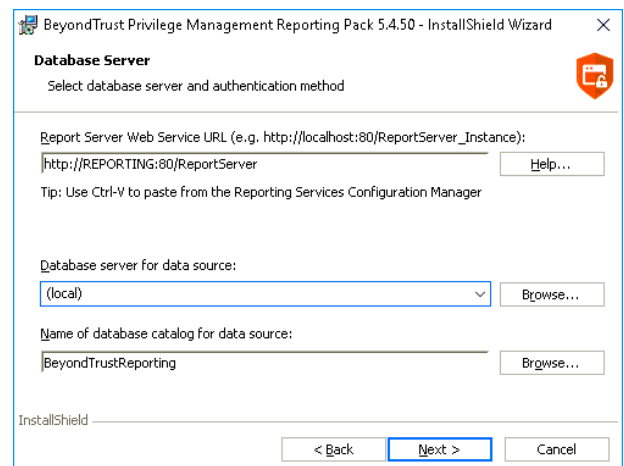 BeyondTrust Privilege Management Reporting Pack 5.4.50 - InstallShield Wizard
Database Server
Select database server and authentication method
Report Server Web Service URL (e.g. http://localhost:80/ReportServer_Instance):
http://REPORTING:80/ReportServer
Help...
Tip: Use Ctrl-V to paste from the Reporting Services Configuration Manager
Database server for data source:
(local)
Browse...
Name of database catalog for data source:
BeyondTrustReporting
Browse...
InstallShield
< Back
Next >
Cancel